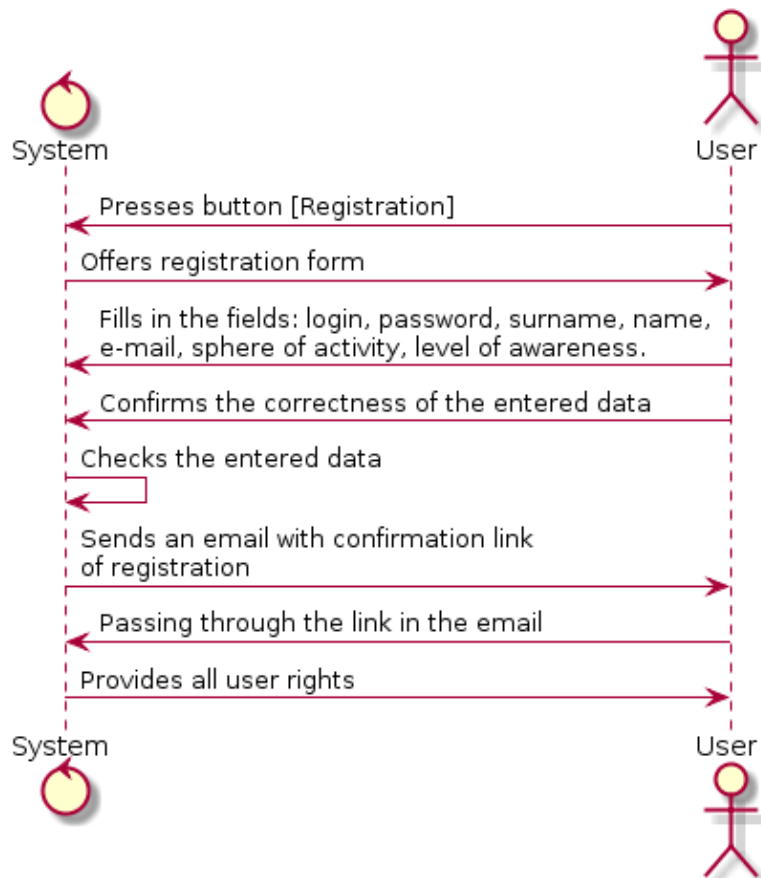 System
User
Presses button [Registration]
Offers registration form
Fills in the fields: login, password, surname, name,
e-mail, sphere of activity, level of awareness.
Confirms the correctness of the entered data
Checks the entered data
Sends an email with confirmation link
of registration
Passing through the link in the email
Provides all user rights
System
User